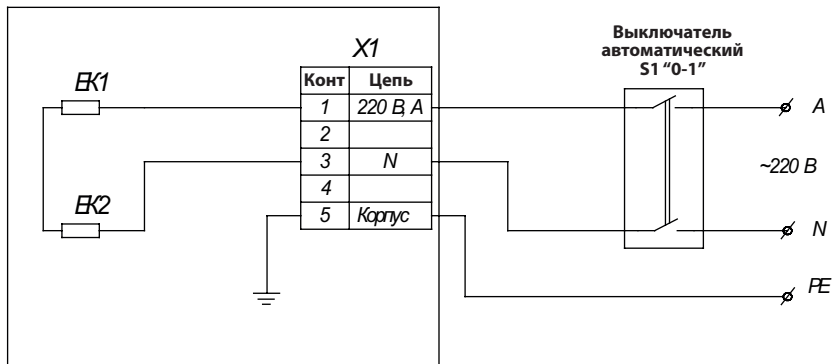 Выключатель
автоматический
S1 “0-1”
X1
Конт Цепь
EK1
1 220 В, А
A
2
~220 В
3 N
4
EK2
5 Корпус
N
PE